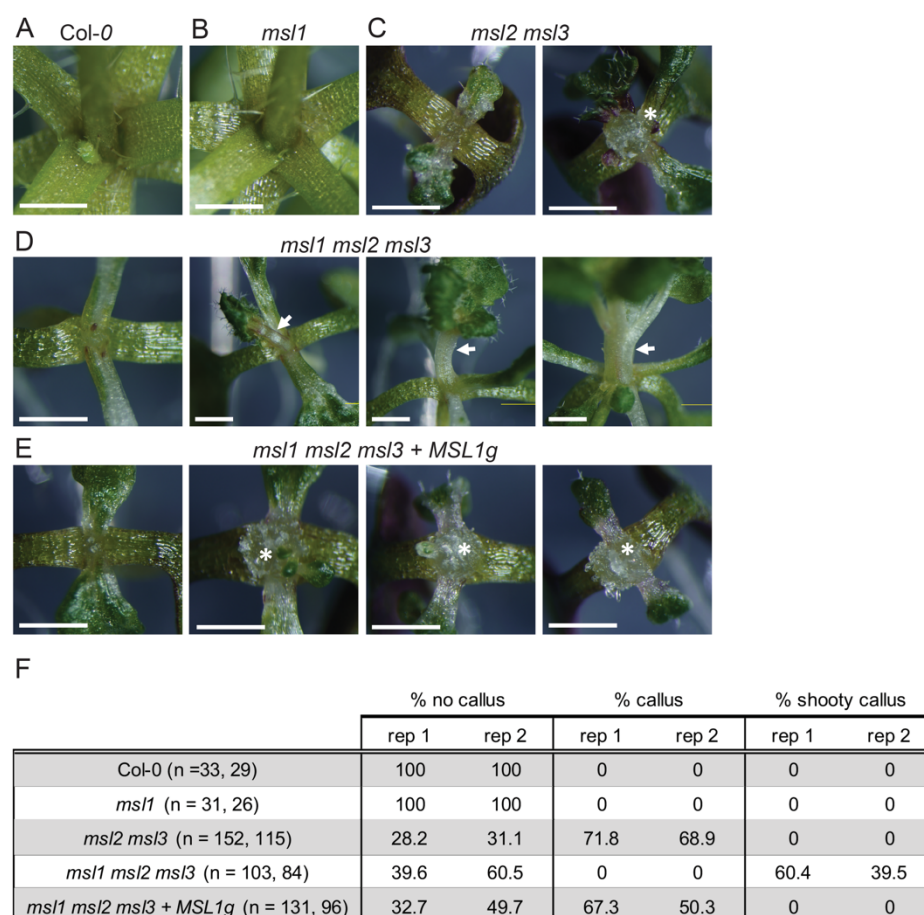 A Col-0 B msl1 C msl2 msl3
*
D msl1 msl2 msl3
E msl1 msl2 msl3 + MSL1g
* * *
F
% no callus % callus % shooty callus
rep 1 rep 2 rep 1 rep 2 rep 1 rep 2
Col-0 (n =33, 29) 100 100 0 0 0 0
msl1 (n = 31, 26) 100 100 0 0 0 0
msl2 msl3 (n = 152, 115) 28.2 31.1 71.8 68.9 0 0
msl1 msl2 msl3 (n = 103, 84) 39.6 60.5 0 0 60.4 39.5
msl1 msl2 msl3 + MSL1g (n = 131, 96) 32.7 49.7 67.3 50.3 0 0